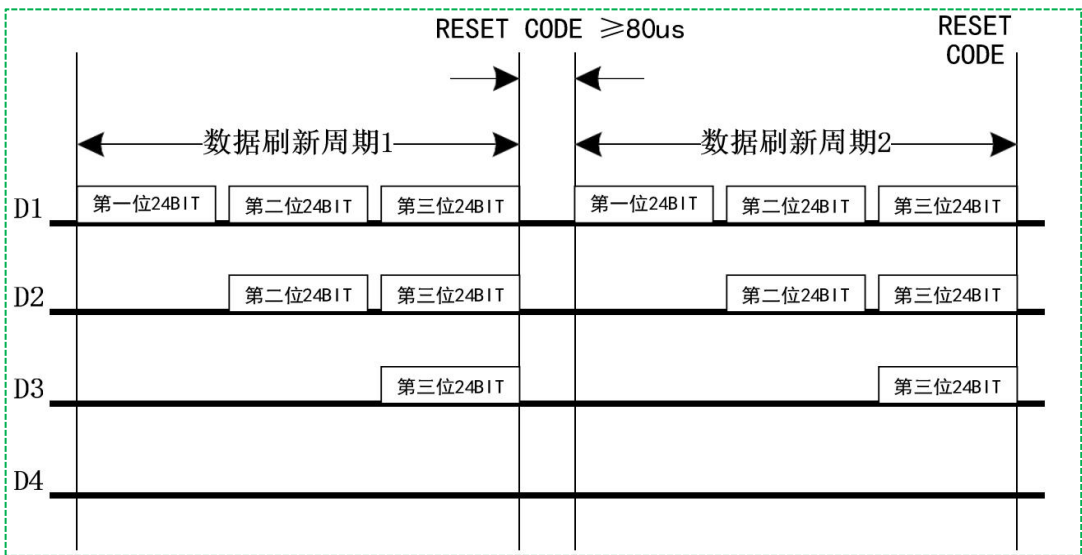 RESET CODE ≥80us
RESET
CODE
数据刷新周期1
数据刷新周期2
D1
第一位24BIT
第二位24BIT
第三位24BIT
第一位24BIT
第二位24BIT
第三位24BIT
D2
第二位24BIT
第三位24BIT
第二位24BIT
第三位24BIT
D3
第三位24BIT
第三位24BIT
D4